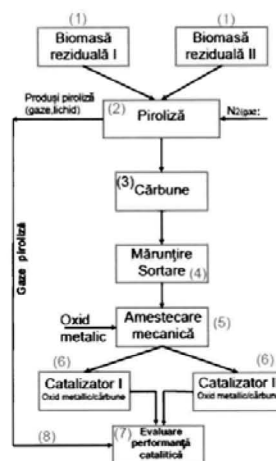 (1) (1)
Biomasă
reziduală I
Biomasă
reziduală II
Produși piroliză
(gaze,lichid)
(2)
Piroliză
N2(gaz)
(3)
Cărbune
Gaze piroliză
Mărunțire
Sortare (4)
Oxid
metalic
Amestecare
mecanică
(5)
(6) (6)
Catalizator I
Oxid metalic/cărbune
Catalizator II
Oxid metalic/cărbune
(8)
(7) Evaluare
performanță
catalitică